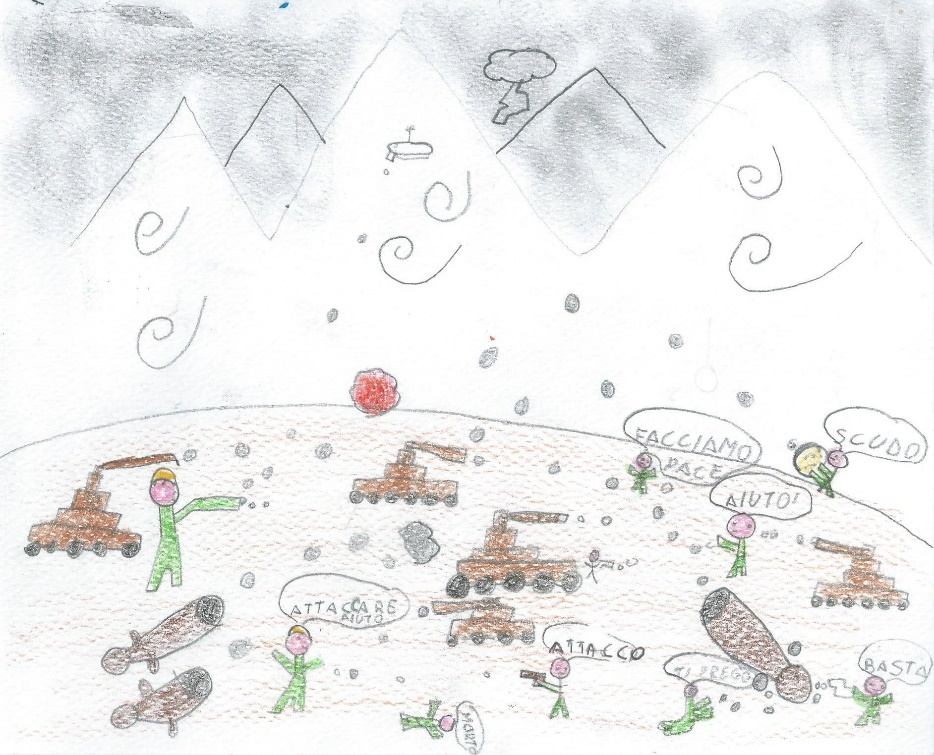 FACCIAMO
PACE
SCUDO
AIUTO!
ATTACCARE
AIUTO
ATTACCO
TI PREGO
BASTA
MORTO